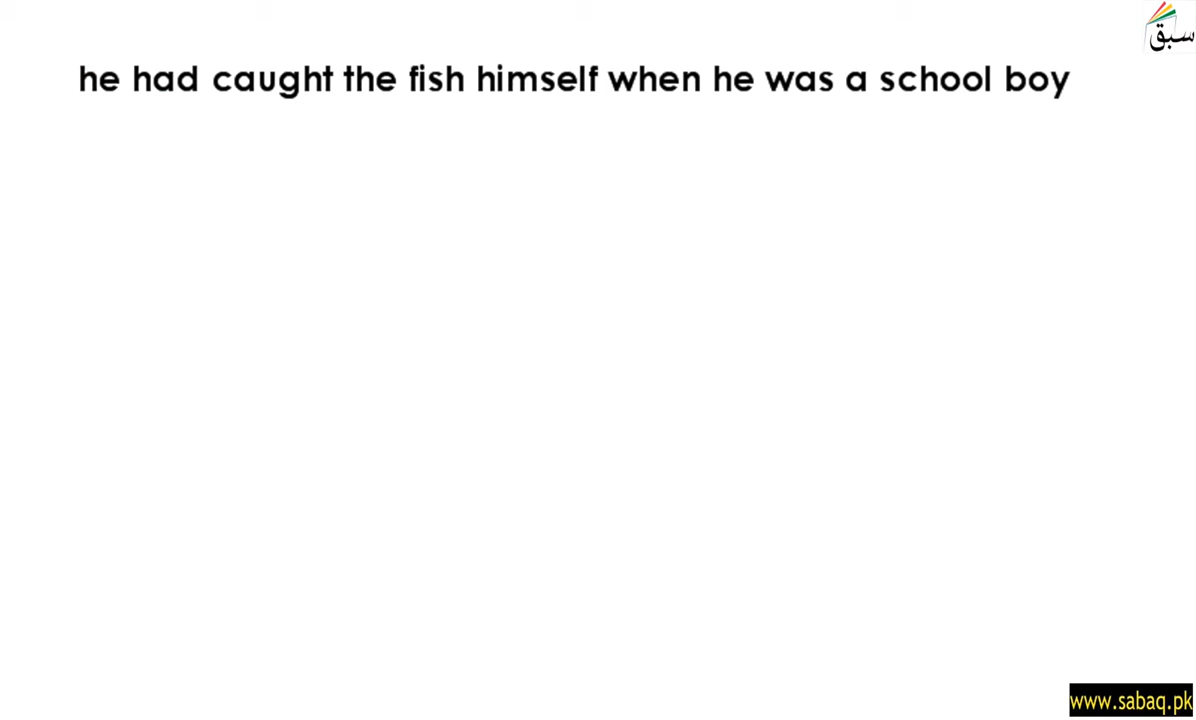 سبق
he had caught the fish himself when he was a school boy
www.sabaq.pk